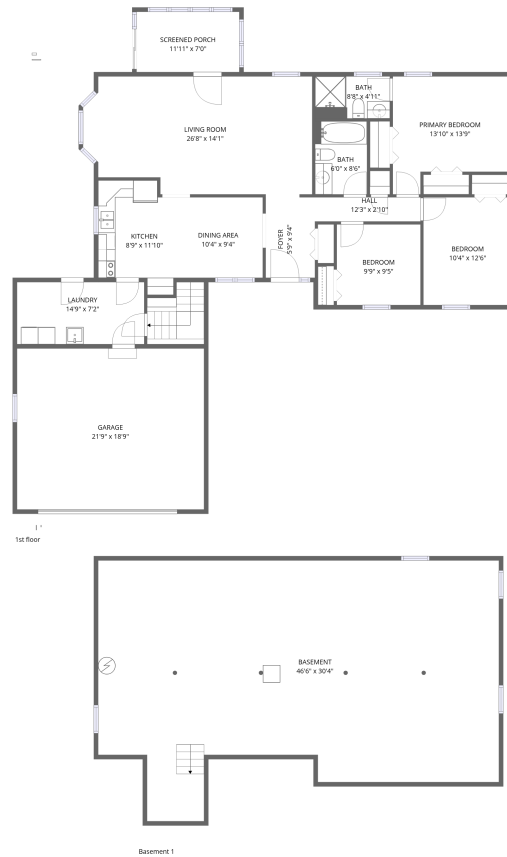 SCREENED PORCH
11'11" x 7'0"
BATH
8'8" x 4'11"
PRIMARY BEDROOM
13'10" x 13'9"
LIVING ROOM
26'8" x 14'1"
BATH
6'0" x 8'6"
HALL
12'3" x 2'10"
KITCHEN
8'9" x 11'10"
DINING AREA
10'4" x 9'4"
FOYER
5'9" x 9'4"
BEDROOM
9'9" x 9'5"
BEDROOM
10'4" x 12'6"
LAUNDRY
14'9" x 7'2"
GARAGE
21'9" x 18'9"
1st floor
BASEMENT
46'6" x 30'4"
Basement 1